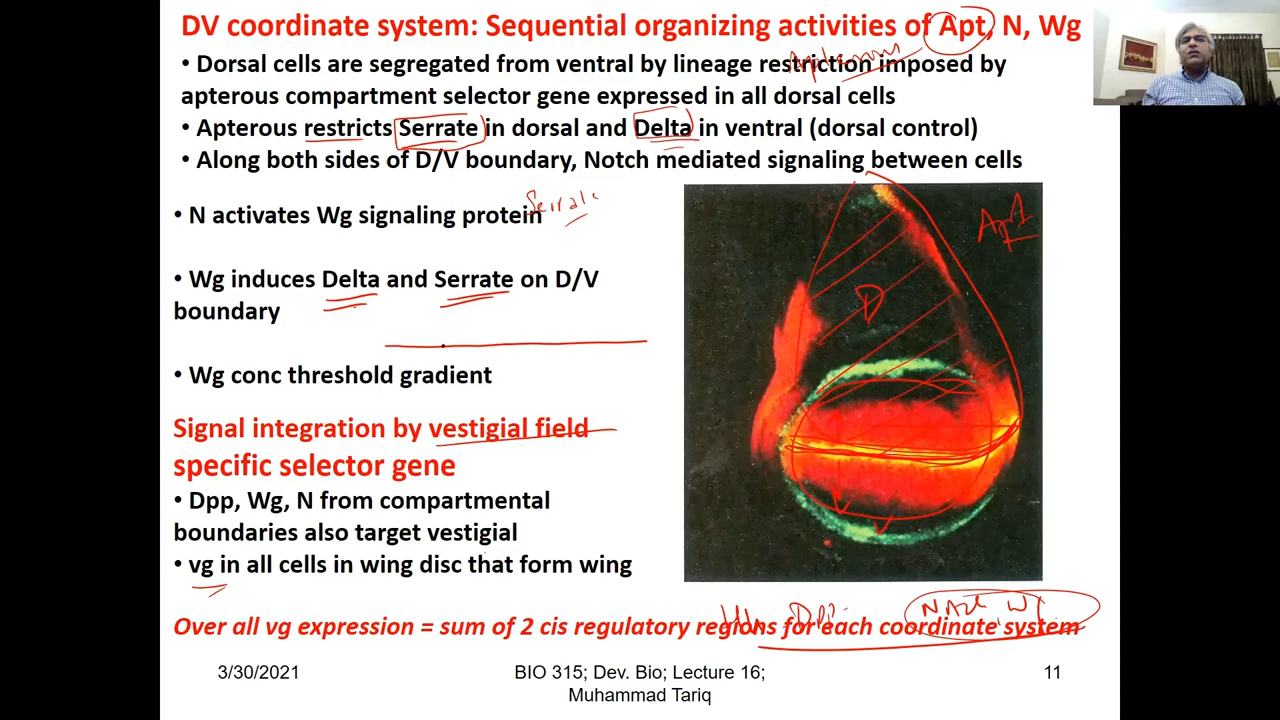 DV coordinate system: Sequential organizing activities of Apt, N, Wg
• Dorsal cells are segregated from ventral by lineage restriction imposed by
apterous compartment selector gene expressed in all dorsal cells
• Apterous restricts Serrate in dorsal and Delta in ventral (dorsal control)
• Along both sides of D/V boundary, Notch mediated signaling between cells
Serrate
• N activates Wg signaling protein
Apt
• Wg induces Delta and Serrate on D/V
boundary
D
• Wg conc threshold gradient
Signal integration by vestigial field
specific selector gene
• Dpp, Wg, N from compartmental
boundaries also target vestigial
V
• vg in all cells in wing disc that form wing
Dpp
Over all vg expression = sum of 2 cis regulatory regions for each coordinate system
3/30/2021
BIO 315; Dev. Bio; Lecture 16;
Muhammad Tariq
11